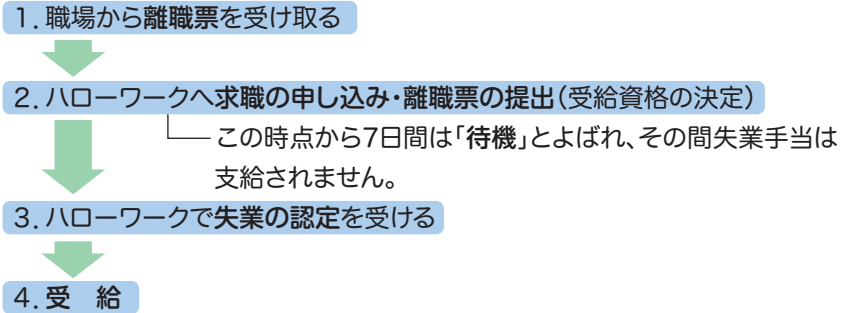 1. 職場から離職票を受け取る
2. ハローワークへ求職の申し込み・離職票の提出(受給資格の決定)
この時点から7日間は「待機」とよばれ、その間失業手当は
支給されません。
3. ハローワークで失業の認定を受ける
4. 受　給